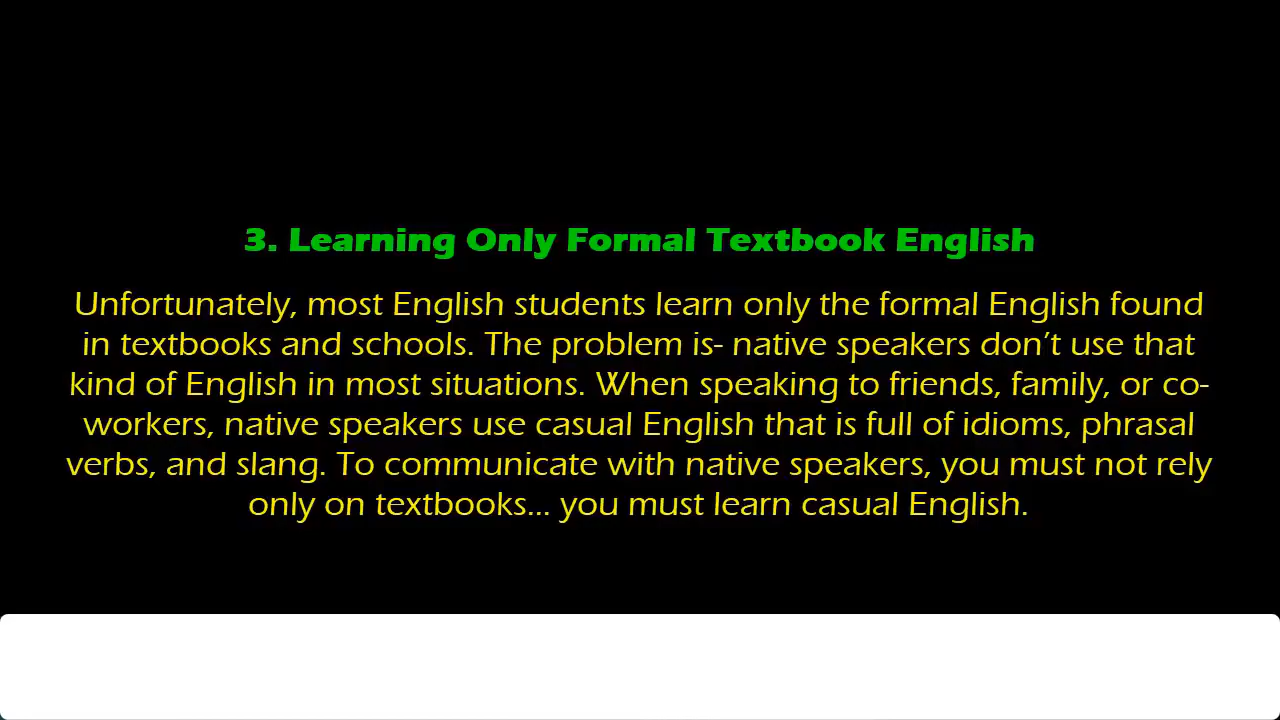 3. Learning Only Formal Textbook English
Unfortunately, most English students learn only the formal English found
in textbooks and schools. The problem is- native speakers don’t use that
kind of English in most situations. When speaking to friends, family, or co-
workers, native speakers use casual English that is full of idioms, phrasal
verbs, and slang. To communicate with native speakers, you must not rely
only on textbooks... you must learn casual English.